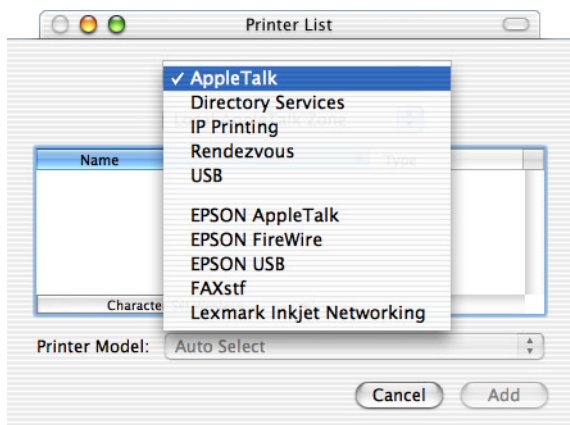 Printer List
✓ AppleTalk
Directory Services
IP Printing
Rendezvous
USB
EPSON AppleTalk
EPSON FireWire
EPSON USB
FAXstf
Lexmark Inkjet Networking
Zone
Name Type
Printer Model: Auto Select
Cancel Add